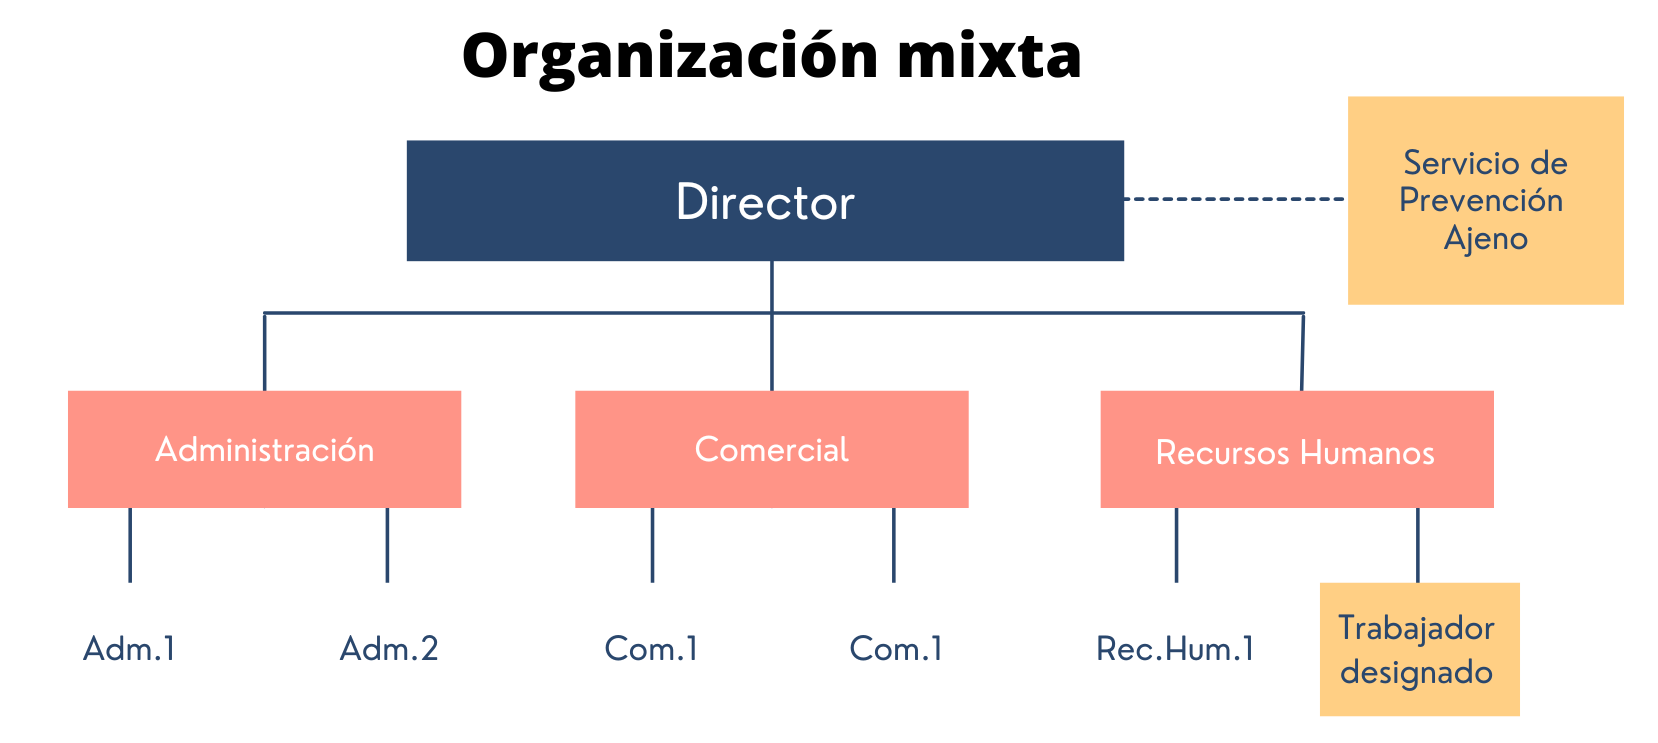 Organización mixta
Director
Servicio de
Prevención
Ajeno
Administración
Comercial
Recursos Humanos
Adm.1
Adm.2
Com.1
Com.1
Rec.Hum.1
Trabajador
designado